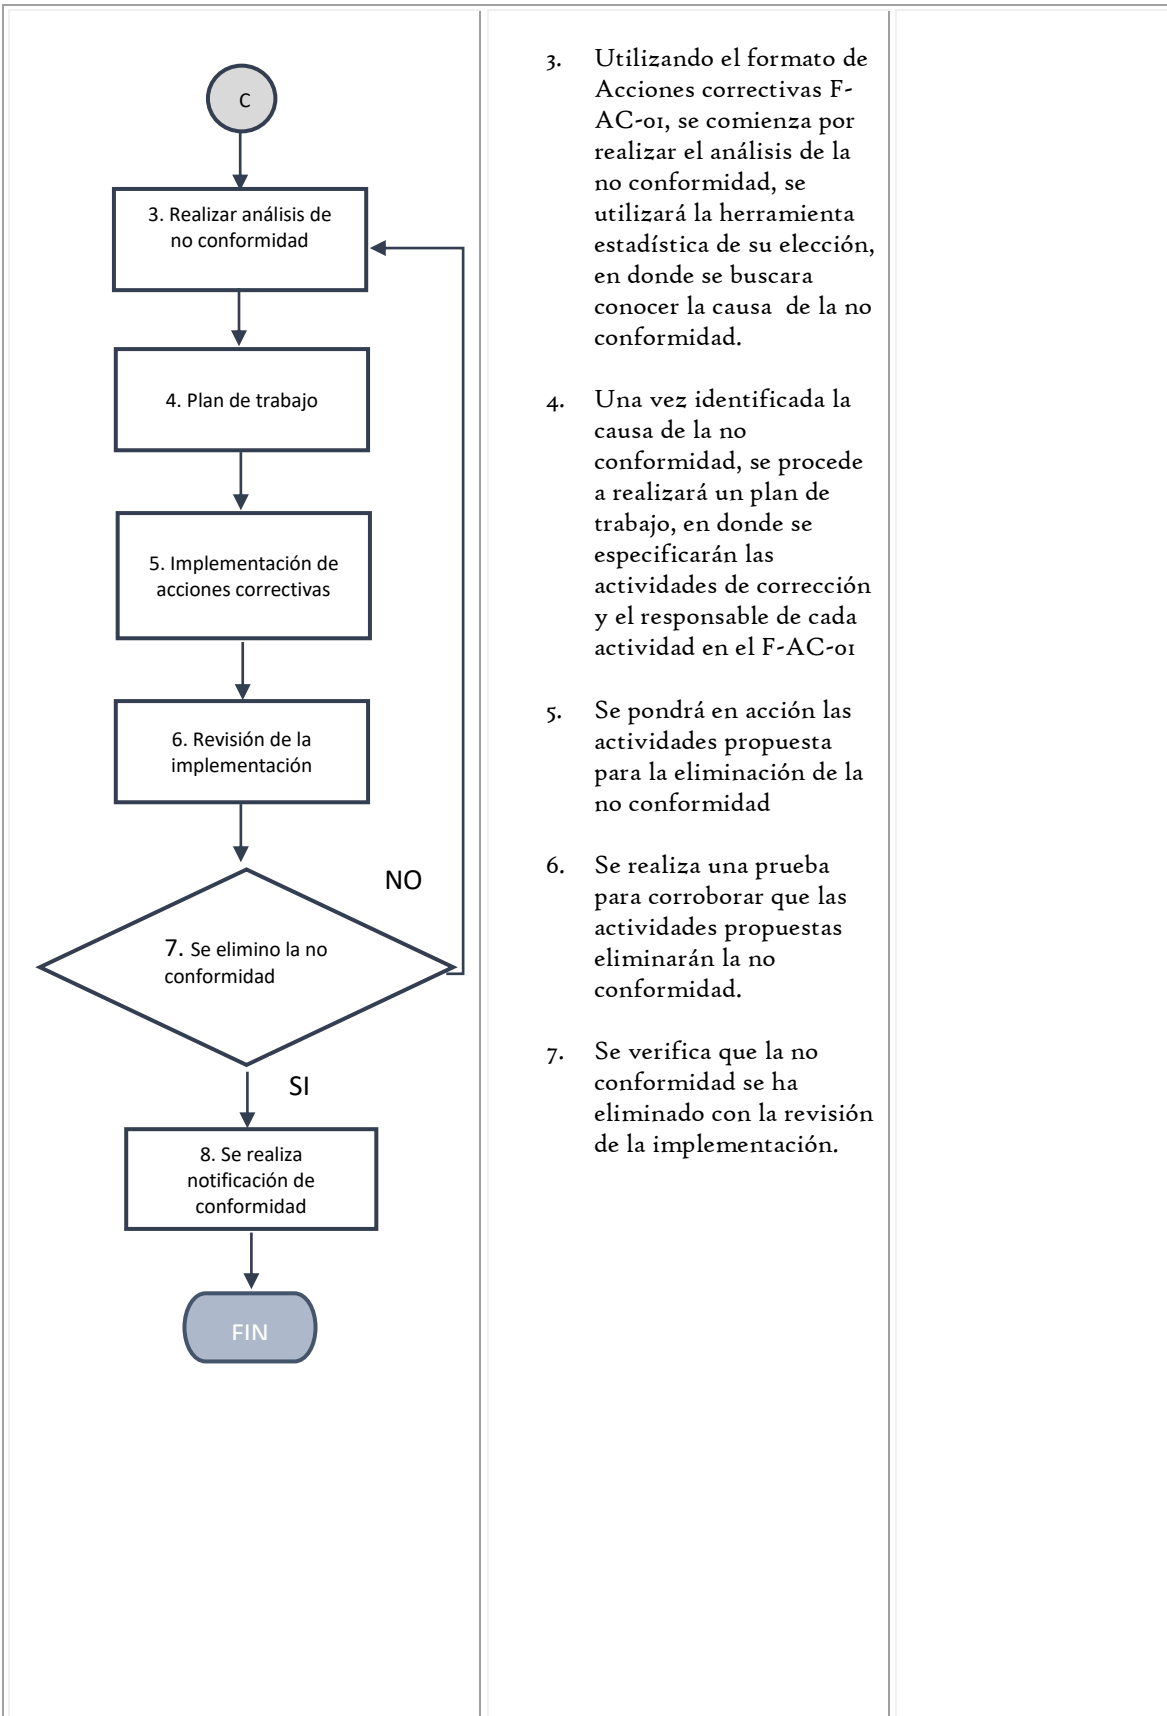 C
3. Realizar análisis de
no conformidad
4. Plan de trabajo
5. Implementación de
acciones correctivas
6. Revisión de la
implementación
NO
7. Se elimino la no
conformidad
SI
8. Se realiza
notificación de
conformidad
FIN
3. Utilizando el formato de
Acciones correctivas F-
AC-01, se comienza por
realizar el análisis de la
no conformidad, se
utilizará la herramienta
estadística de su elección,
en donde se buscara
conocer la causa de la no
conformidad.
4. Una vez identificada la
causa de la no
conformidad, se procede
a realizará un plan de
trabajo, en donde se
especificarán las
actividades de corrección
y el responsable de cada
actividad en el F-AC-01
5. Se pondrá en acción las
actividades propuesta
para la eliminación de la
no conformidad
6. Se realiza una prueba
para corroborar que las
actividades propuestas
eliminarán la no
conformidad.
7. Se verifica que la no
conformidad se ha
eliminado con la revisión
de la implementación.